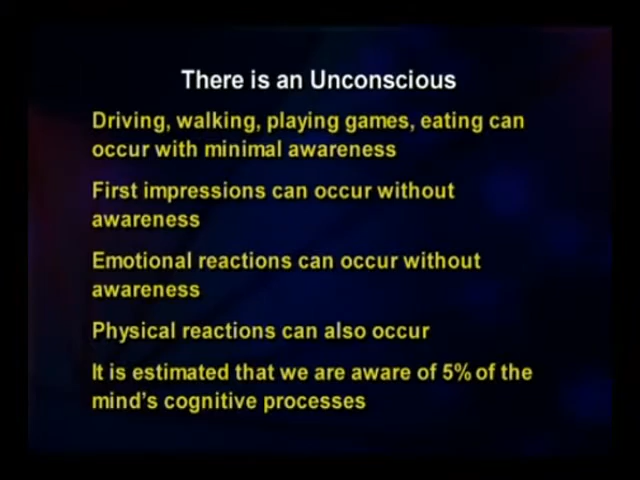 There is an Unconscious
Driving, walking, playing games, eating can
occur with minimal awareness
First impressions can occur without
awareness
Emotional reactions can occur without
awareness
Physical reactions can also occur
It is estimated that we are aware of 5% of the
mind's cognitive processes